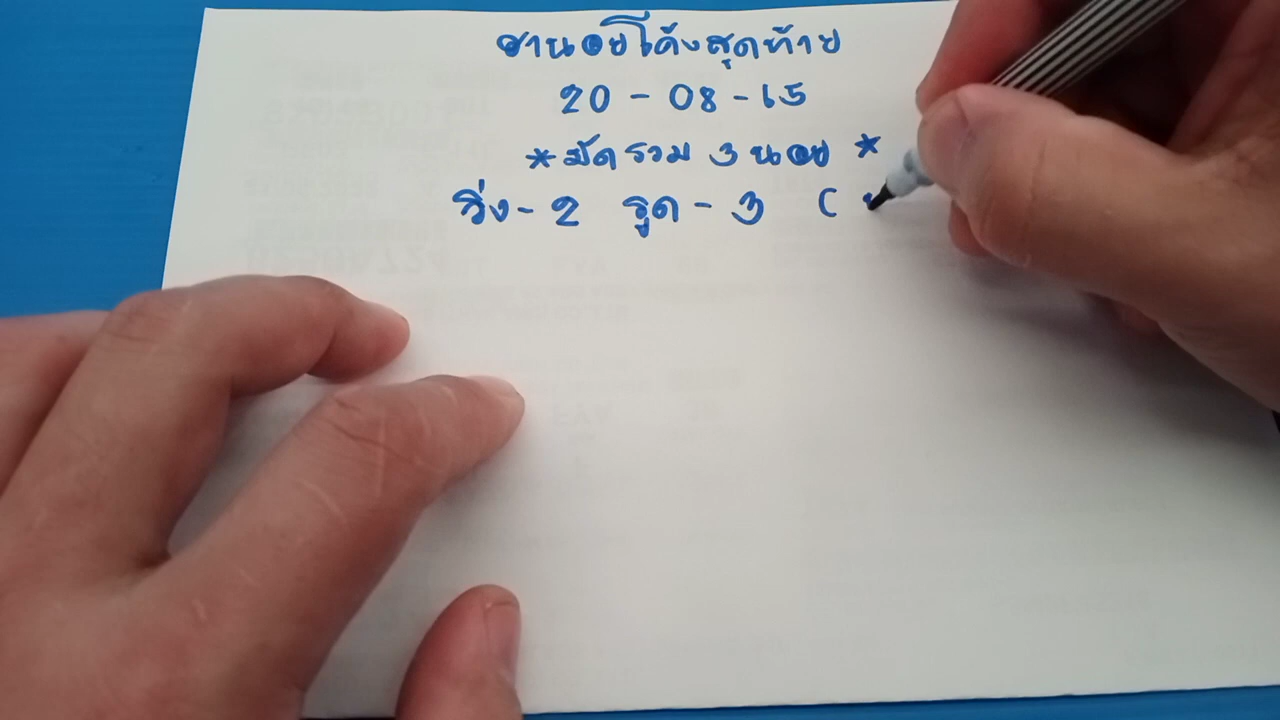 ฮานอยโค้งสุดท้าย
20 - 08 - 65
*มัดรวม 3 นอย *
วิ่ง - 2 รูด - 3 (